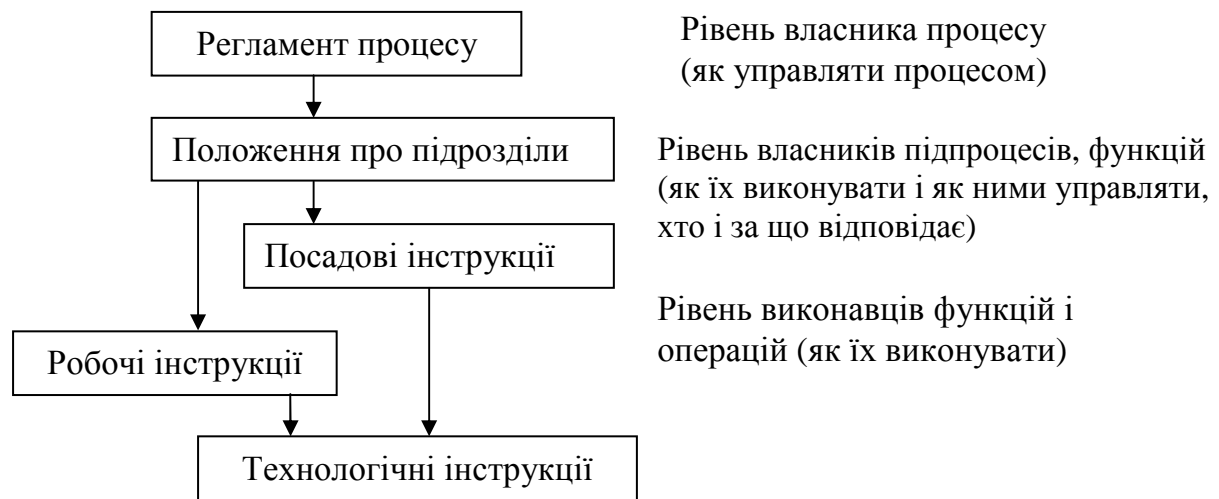 Регламент процесу
Рівень власника процесу
(як управляти процесом)
Положення про підрозділи
Рівень власників підпроцесів, функцій
(як їх виконувати і як ними управляти,
хто і за що відповідає)
Посадові інструкції
Рівень виконавців функцій і
операцій (як їх виконувати)
Робочі інструкції
Технологічні інструкції